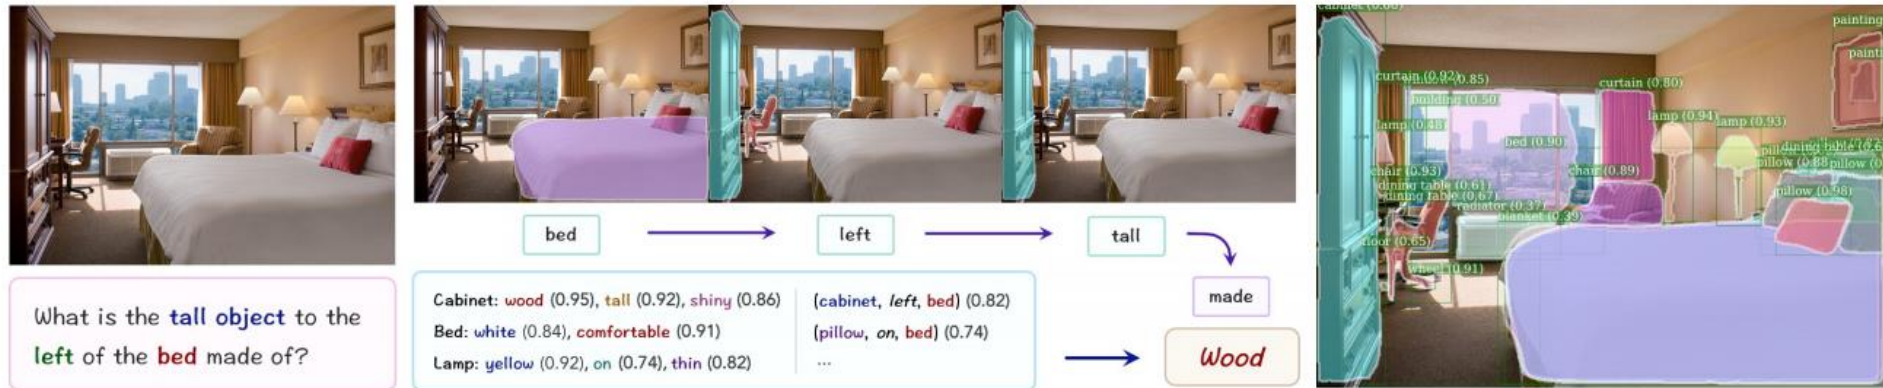 What is the tall object to the
left of the bed made of?
bed
left
tall
made
Cabinet: wood (0.95), tall (0.92), shiny (0.86)
Bed: white (0.84), comfortable (0.91)
Lamp: yellow (0.92), on (0.74), thin (0.82)
(cabinet, left, bed) (0.82)
(pillow, on, bed) (0.74)
...
Wood
painting
curtain (0.92)
curtain (0.80)
building (0.50)
lamp (0.94)
lamp (0.93)
lamp (0.48)
bed (0.90)
chair (0.93)
chair (0.89)
dining table (0.61)
dining table (0.67)
pillow (0.88
pillow (0.98)
radiator (0.37)
blanket (0.39)
floor (0.65)
wheel (0.91)